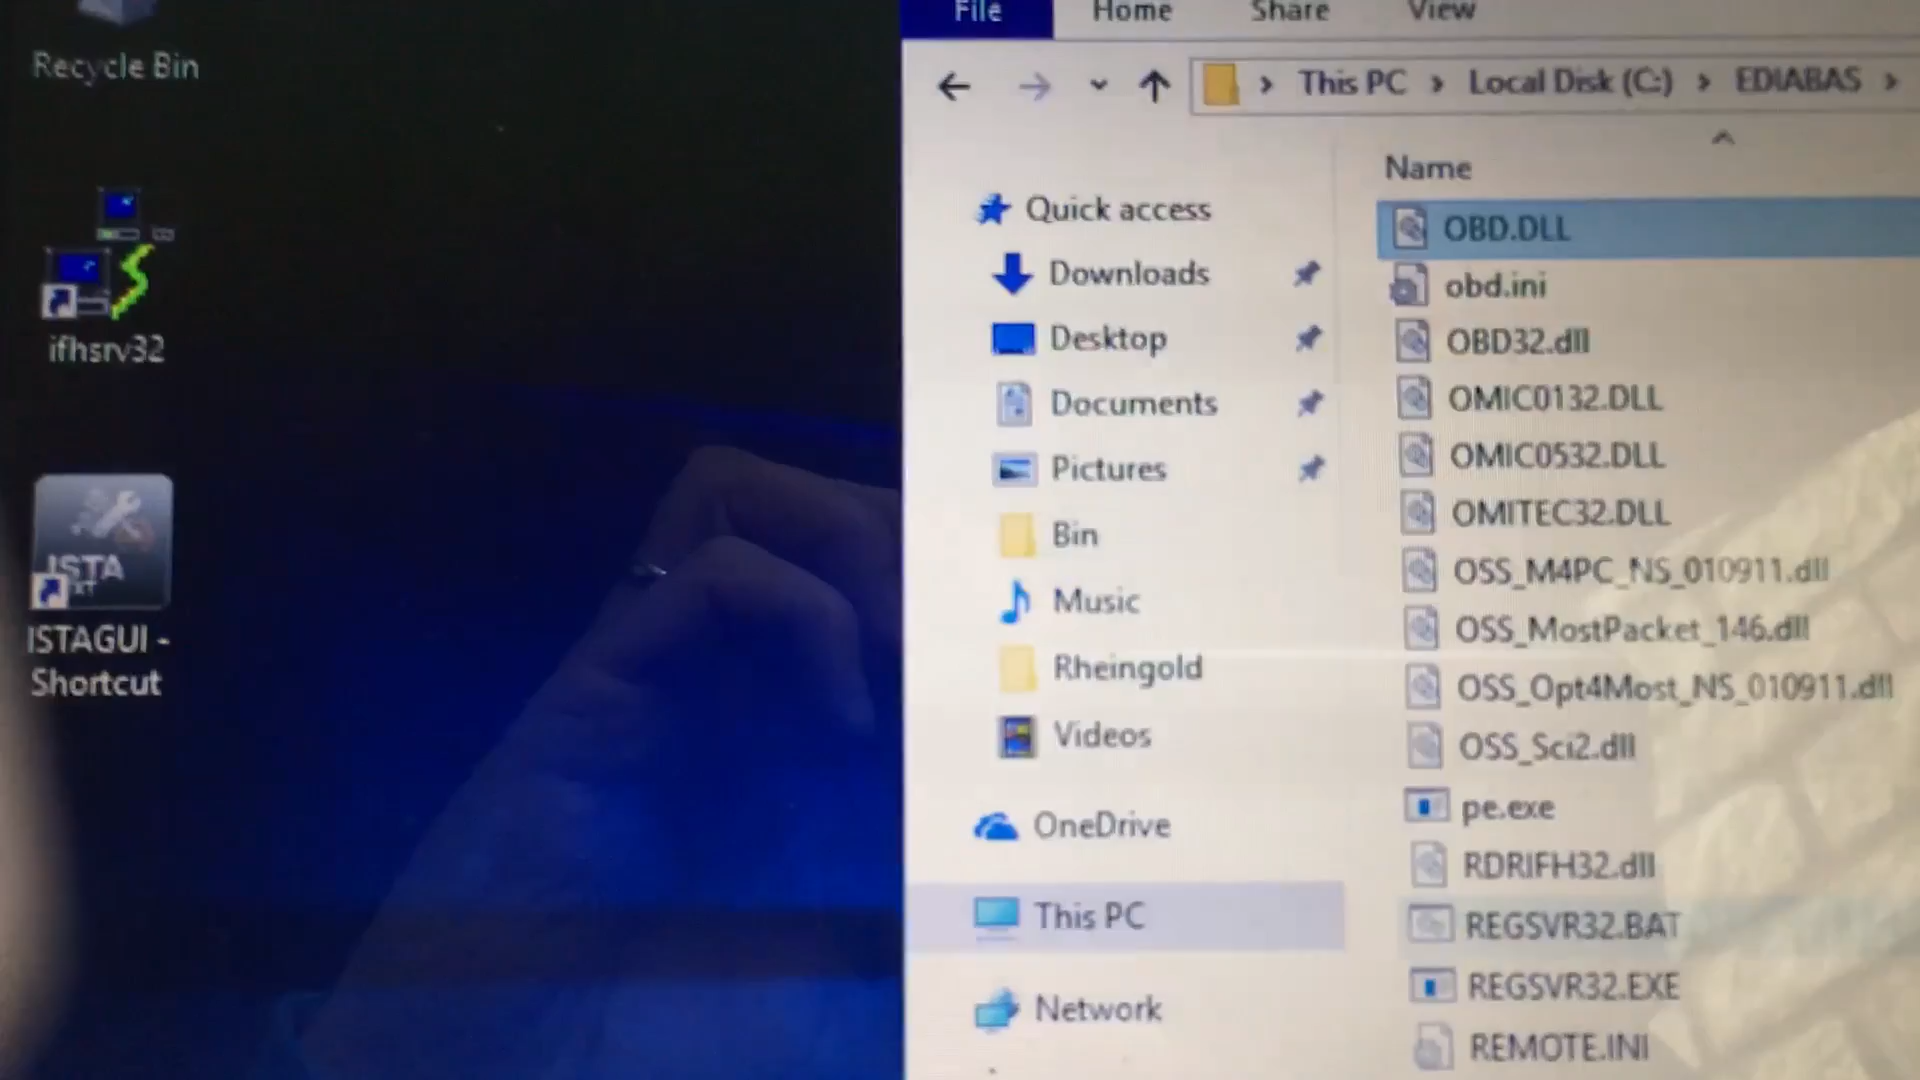 Recycle Bin
ifhsrv32
ISTA
ISTAGUI -
Shortcut
File Home Share View
This PC > Local Disk (C:) > EDIABAS >
Name
Quick access
Downloads
Desktop
Documents
Pictures
Bin
Music
Rheingold
Videos
OneDrive
This PC
Network
OBD.DLL
obd.ini
OBD32.dll
OMIC0132.DLL
OMIC0532.DLL
OMITEC32.DLL
OSS_M4PC_NS_010911.dll
OSS_MostPacket_146.dll
OSS_Opt4Most_NS_010911.dll
OSS_Sci2.dll
pe.exe
RDRIFH32.dll
REGSVR32.BAT
REGSVR32.EXE
REMOTE.INI